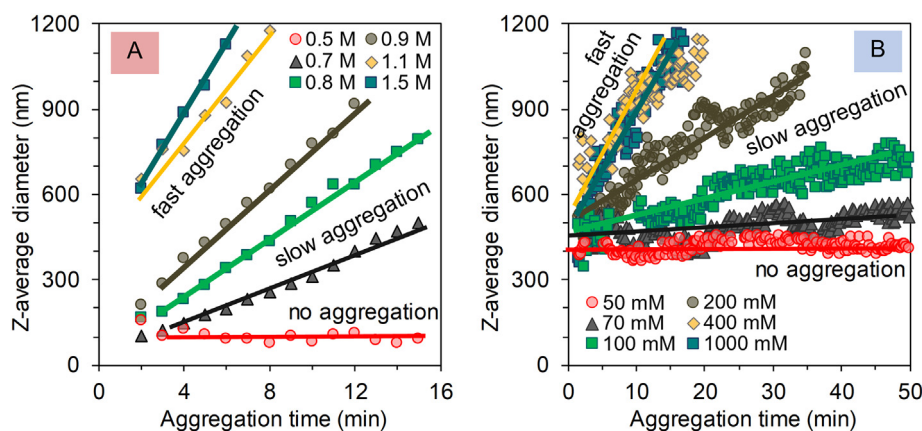 A
0.5 M 0.9 M
0.7 M 1.1 M
0.8 M 1.5 M
fast aggregation
slow aggregation
no aggregation
1200
900
600
300
0
Z-average diameter (nm)
0 4 8 12 16
Aggregation time (min)
B
fast
aggregation
slow aggregation
no aggregation
50 mM 200 mM
70 mM 400 mM
100 mM 1000 mM
1200
900
600
300
0
Z-average diameter (nm)
0 10 20 30 40 50
Aggregation time (min)